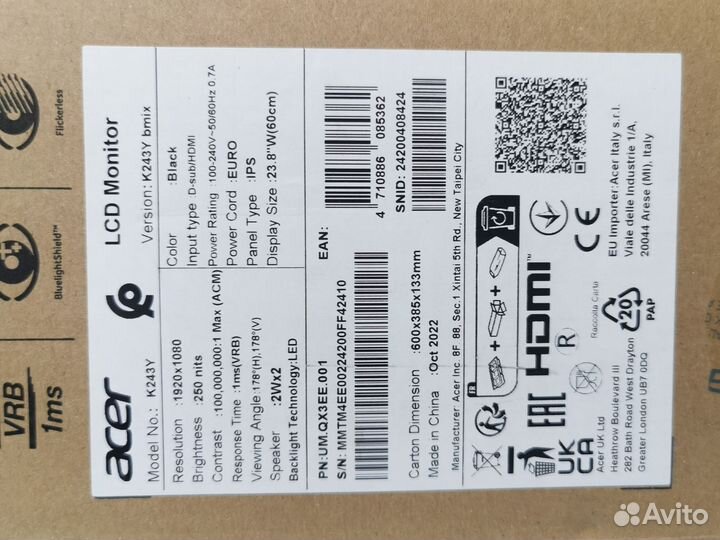 acer
LCD Monitor
Model No.: K243Y
Version: K243Y bmix
Resolution :1920x1080
Brightness :250 nits
Contrast :100,000,000:1 Max (ACM)
Response Time :1ms(VRB)
Viewing Angle:178°(H),178°(V)
Speaker :2Wx2
Backlight Technology:LED
Color :Black
Input type :D-sub/HDMI
Power Rating :100-240V~50/60Hz 0.7A
Power Cord :EURO
Panel Type :IPS
Display Size :23.8"W(60cm)
PN:UM.QX3EE.001
S/N: MMTM4EE00224200FF42410
EAN:
4 710886 085362
SNID: 24200408424
Carton Dimension :600x385x133mm
Made in China :Oct 2022
Manufacturer: Acer Inc. 8F 88, Sec.1 Xintai 5th Rd., New Taipei City
EAC
HDMI™
CE
UK
CA
R
Raccolta Carta
20
PAP
Acer UK Ltd
Heathrow Boulevard III
282 Bath Road West Drayton
Greater London UB7 0DQ
EU Importer:Acer Italy s.r.l.
Viale delle Industrie 1/A,
20044 Arese (MI), Italy
VRB
1ms
BluelightShield™
Flickerless
Avito